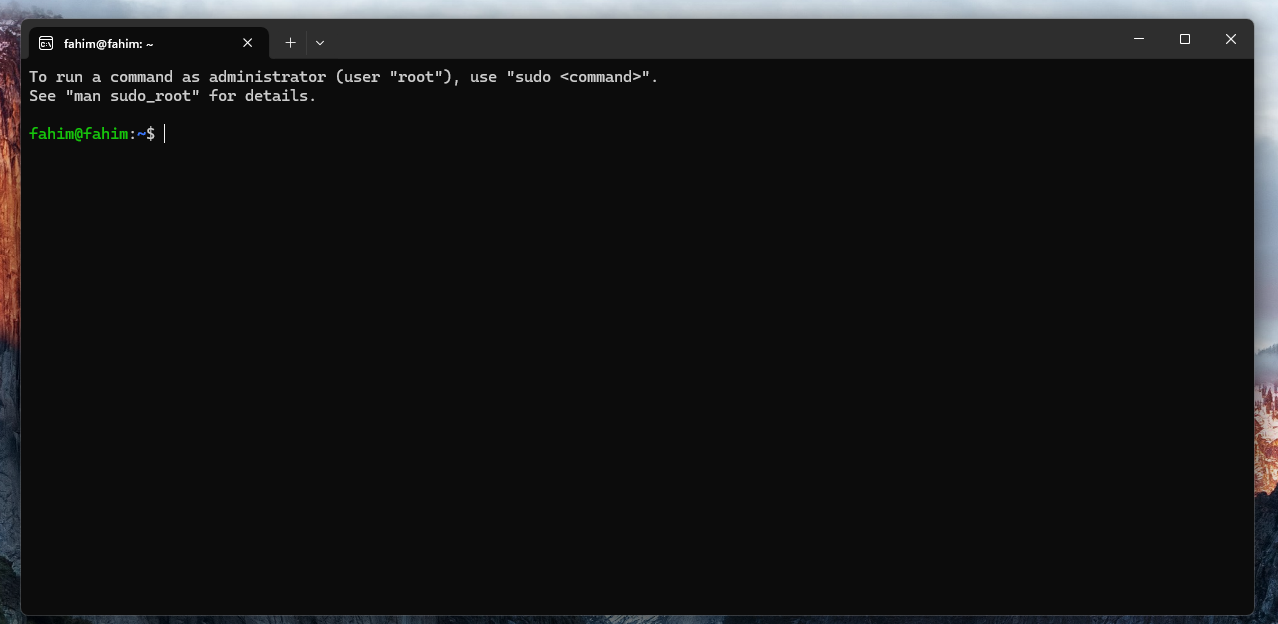 fahim@fahim: ~
To run a command as administrator (user "root"), use "sudo <command>".
See "man sudo_root" for details.
fahim@fahim:~$